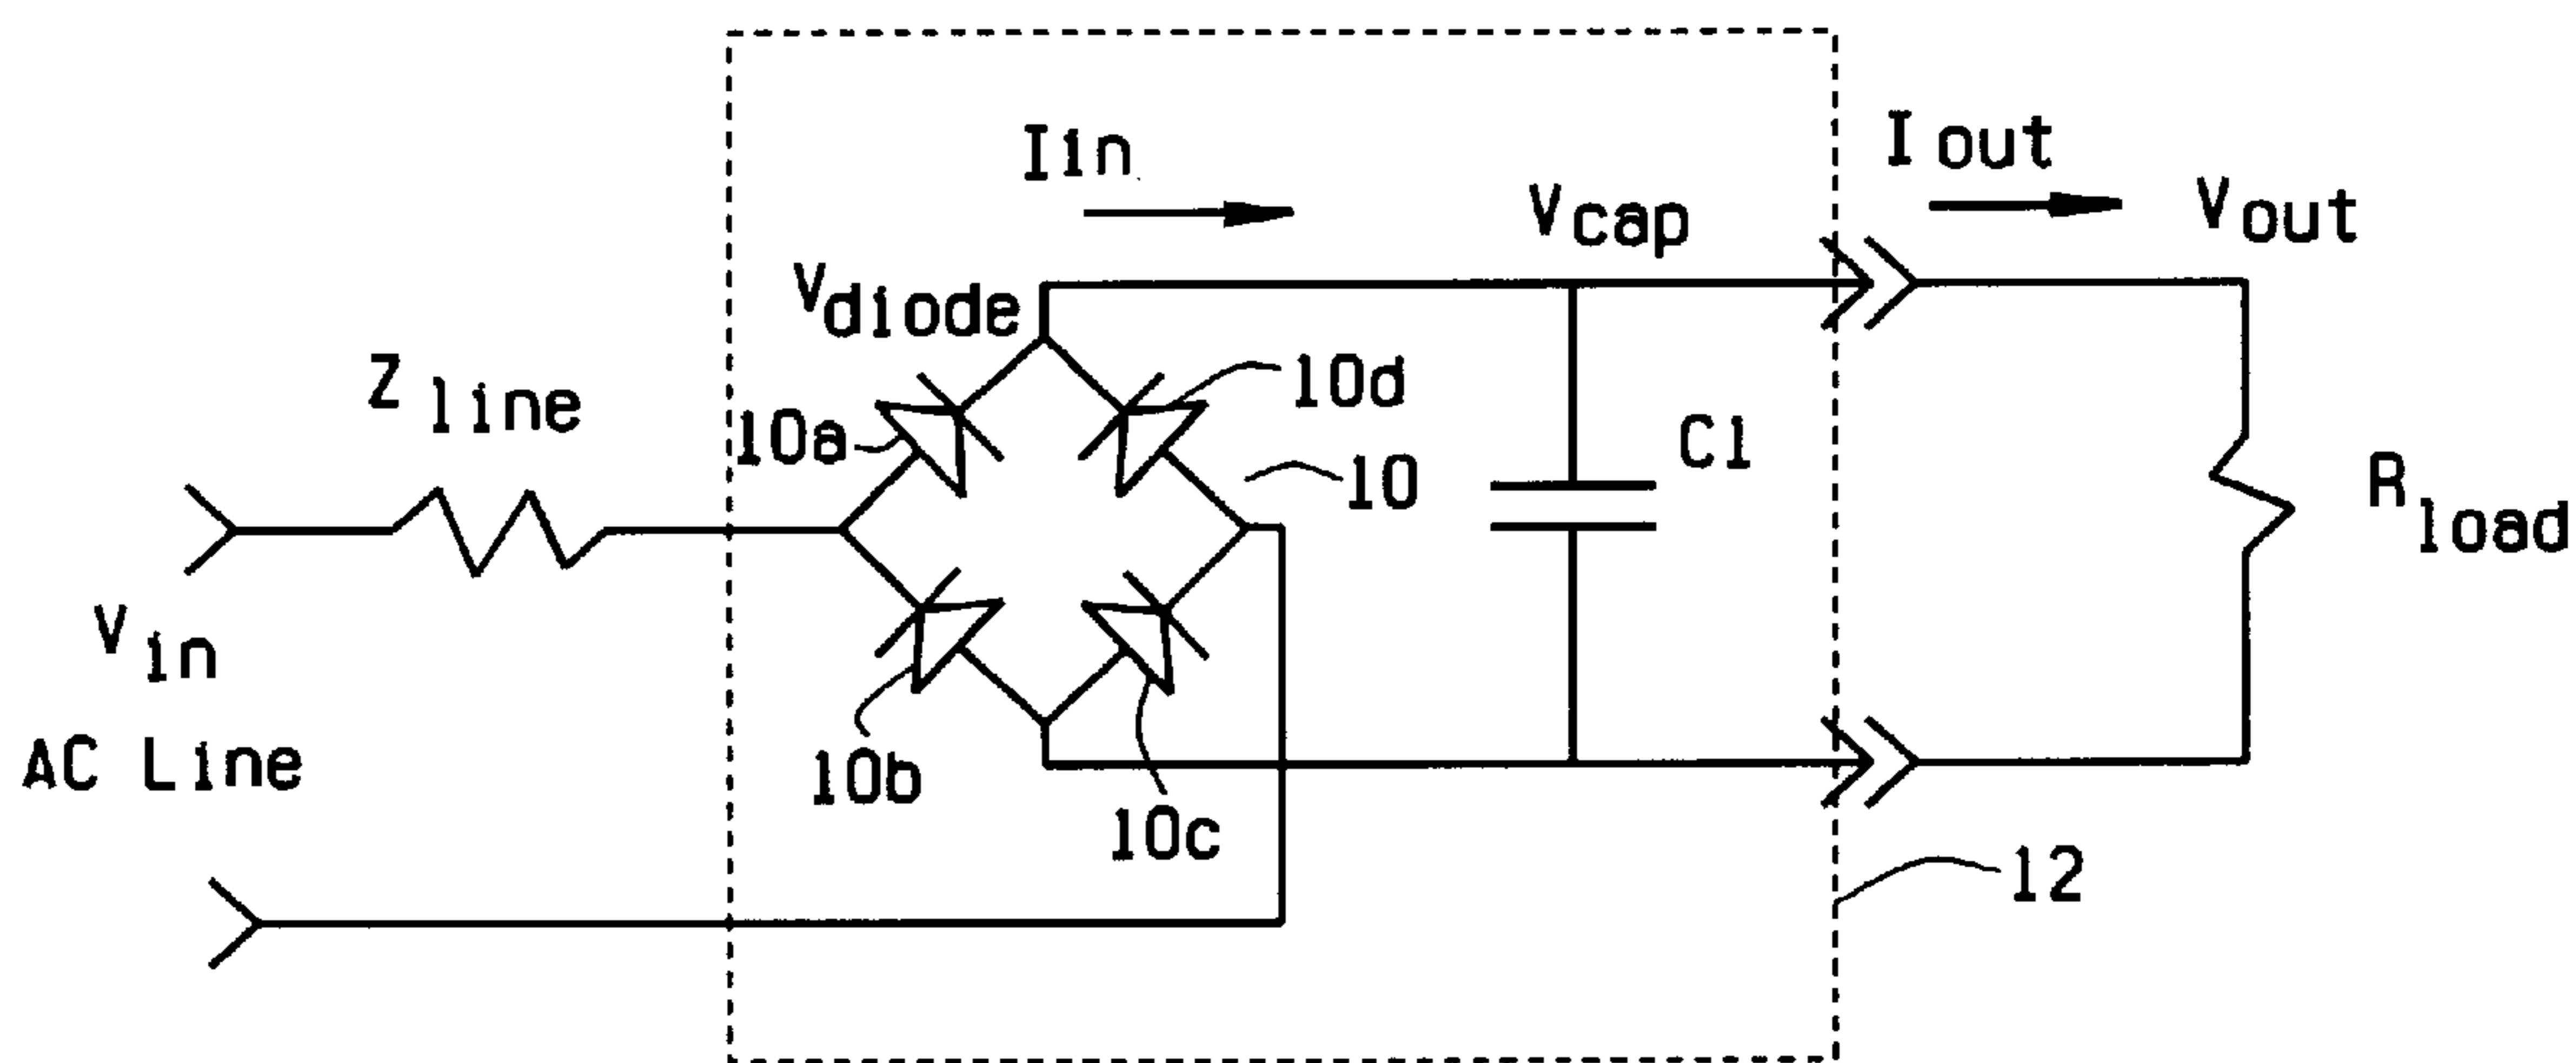 Iin
Iout
Vcap
Vout
Vdiode
Zline
10d
10a
C1
10
Rload
Vin
AC Line
10b
10c
12